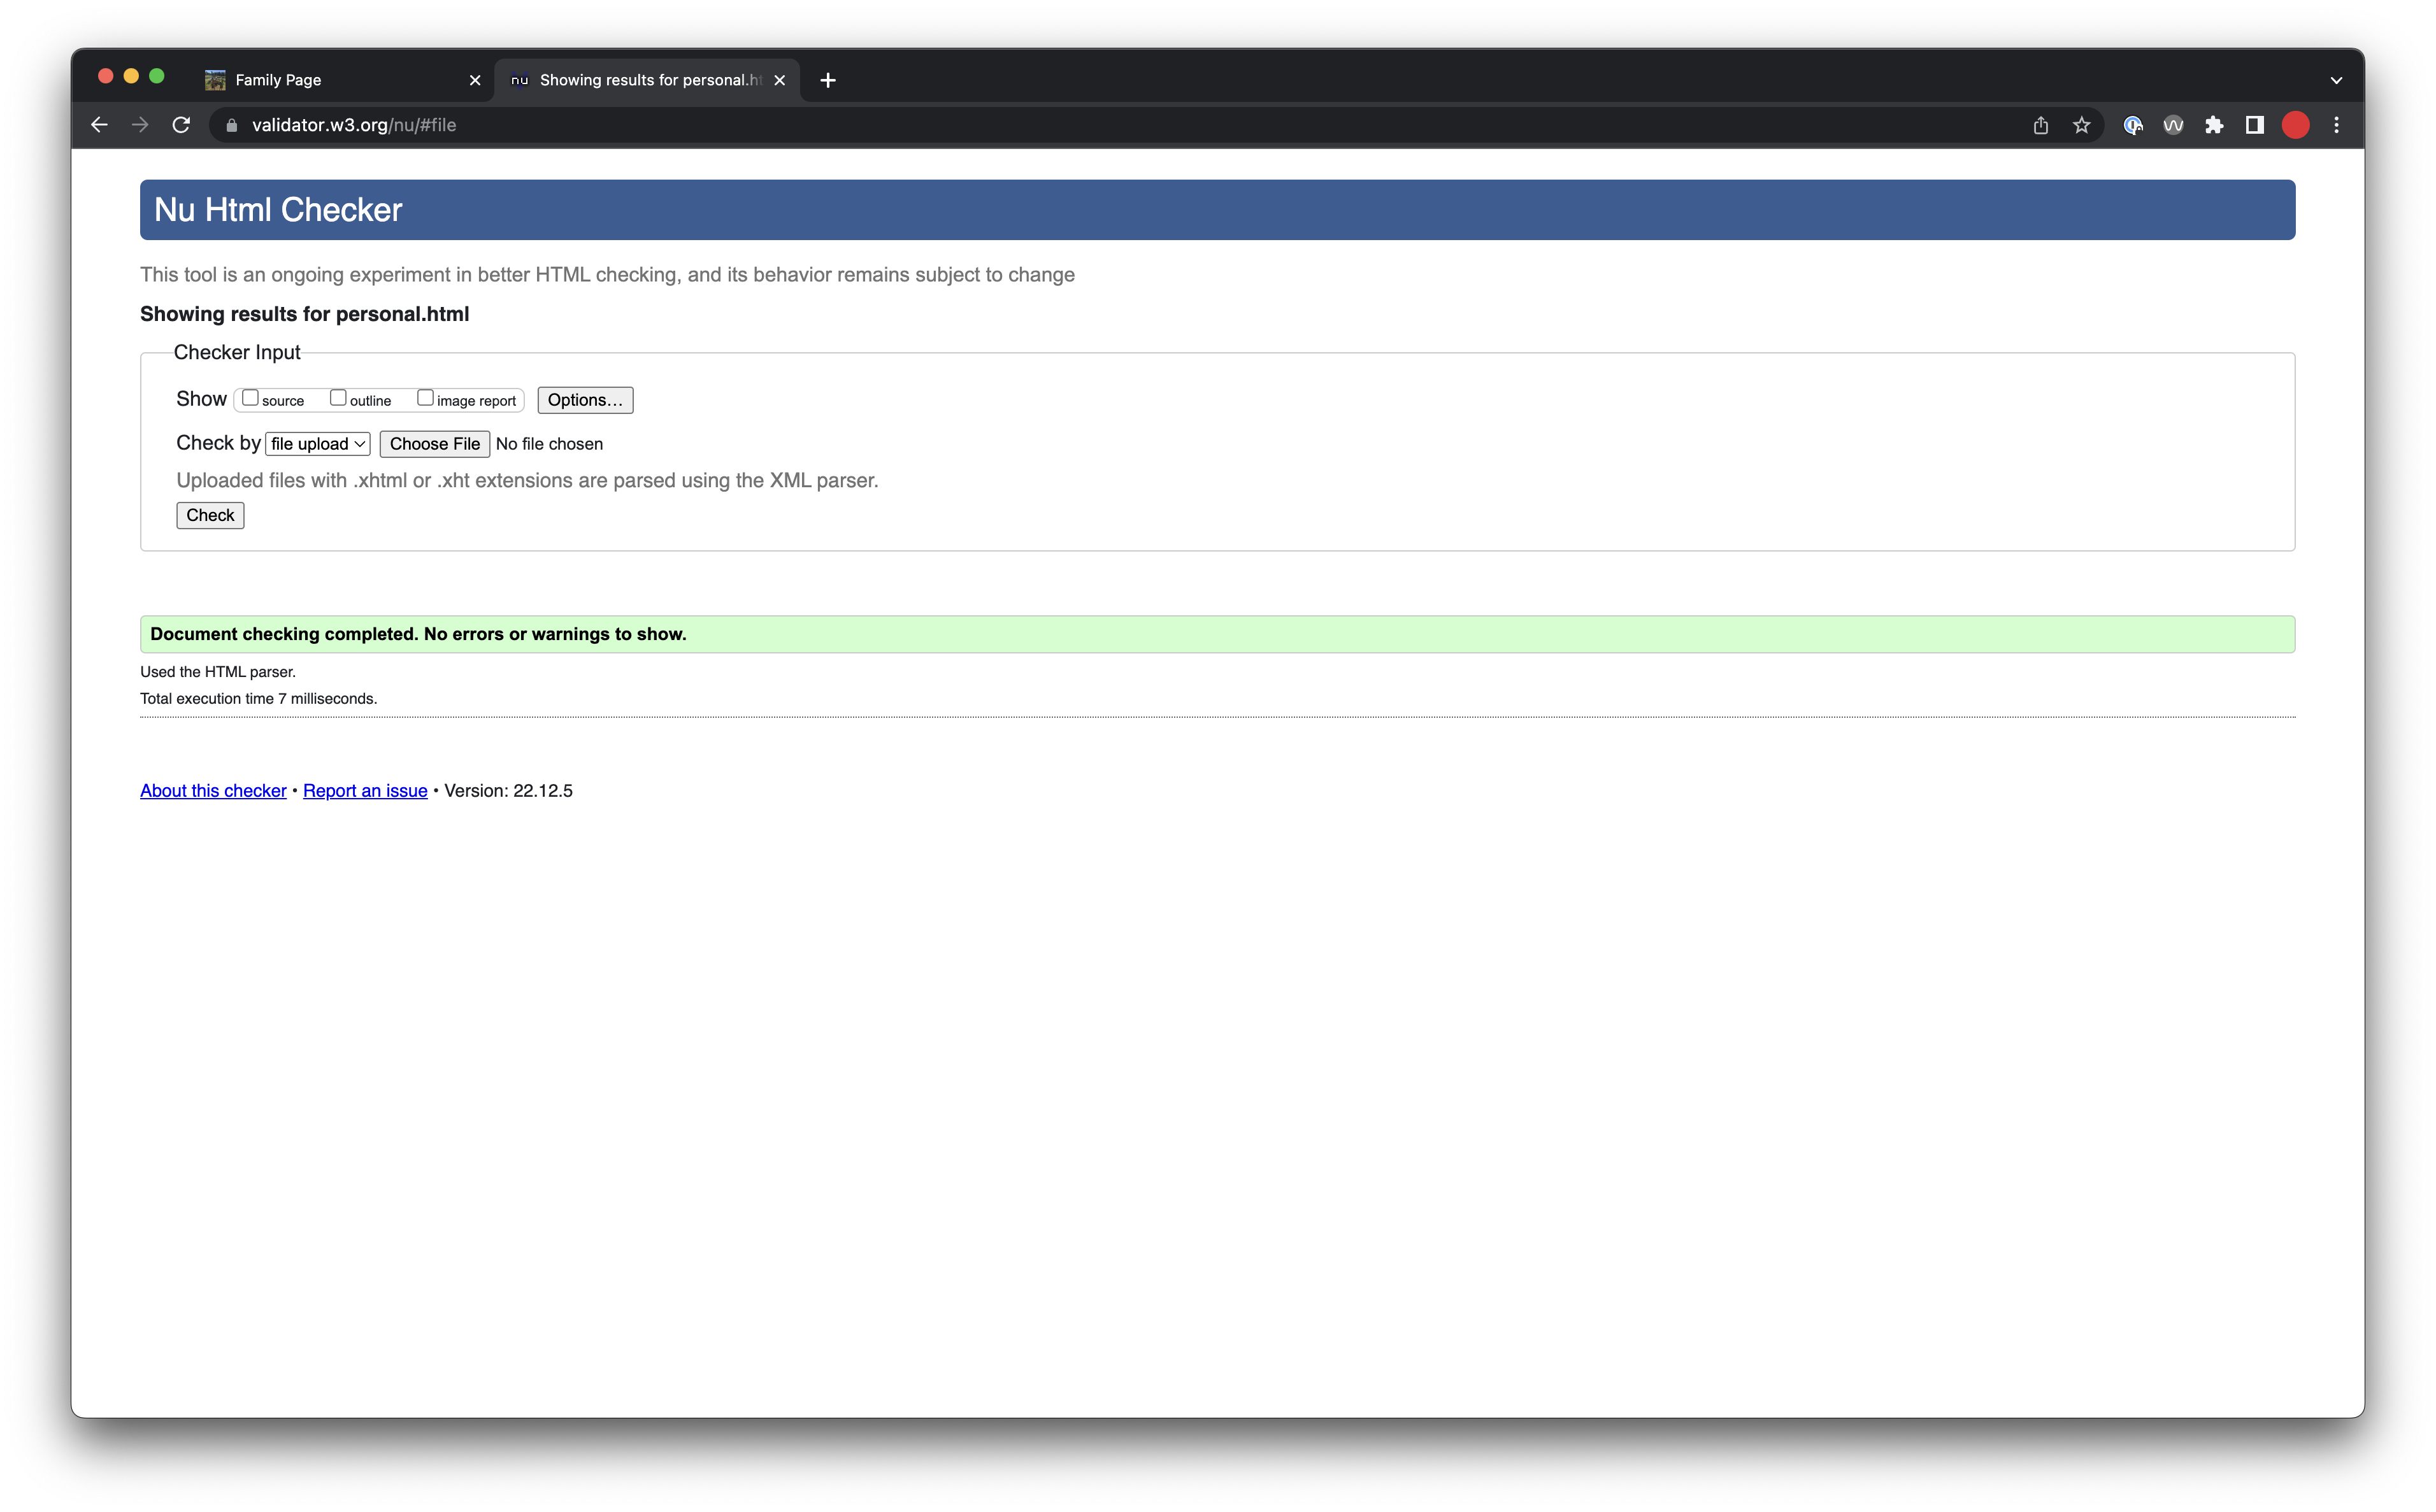 Family Page
nu Showing results for personal.ht
validator.w3.org/nu/#file
Nu Html Checker
This tool is an ongoing experiment in better HTML checking, and its behavior remains subject to change
Showing results for personal.html
Checker Input
Show source outline image report Options...
Check by file upload Choose File No file chosen
Uploaded files with .xhtml or .xht extensions are parsed using the XML parser.
Check
Document checking completed. No errors or warnings to show.
Used the HTML parser.
Total execution time 7 milliseconds.
About this checker • Report an issue • Version: 22.12.5